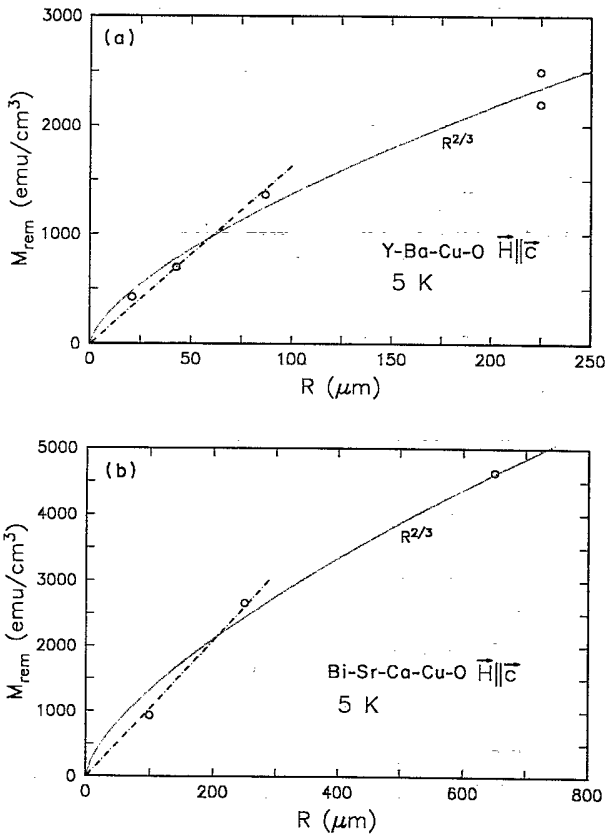 (a)
3000
2000
1000
0
M_rem (emu/cm³)
R^2/3
Y-Ba-Cu-O H||c
5 K
0 50 100 150 200 250
R (μm)
(b)
5000
4000
3000
2000
1000
0
M_rem (emu/cm³)
R^2/3
Bi-Sr-Ca-Cu-O H||c
5 K
0 200 400 600 800
R (μm)